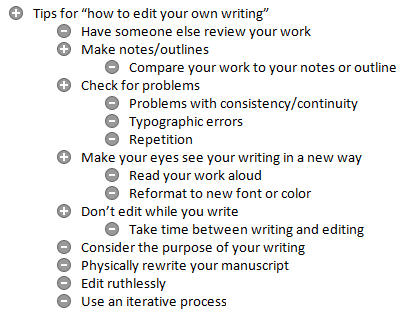 Tips for “how to edit your own writing”
Have someone else review your work
Make notes/outlines
Compare your work to your notes or outline
Check for problems
Problems with consistency/continuity
Typographic errors
Repetition
Make your eyes see your writing in a new way
Read your work aloud
Reformat to new font or color
Don’t edit while you write
Take time between writing and editing
Consider the purpose of your writing
Physically rewrite your manuscript
Edit ruthlessly
Use an iterative process